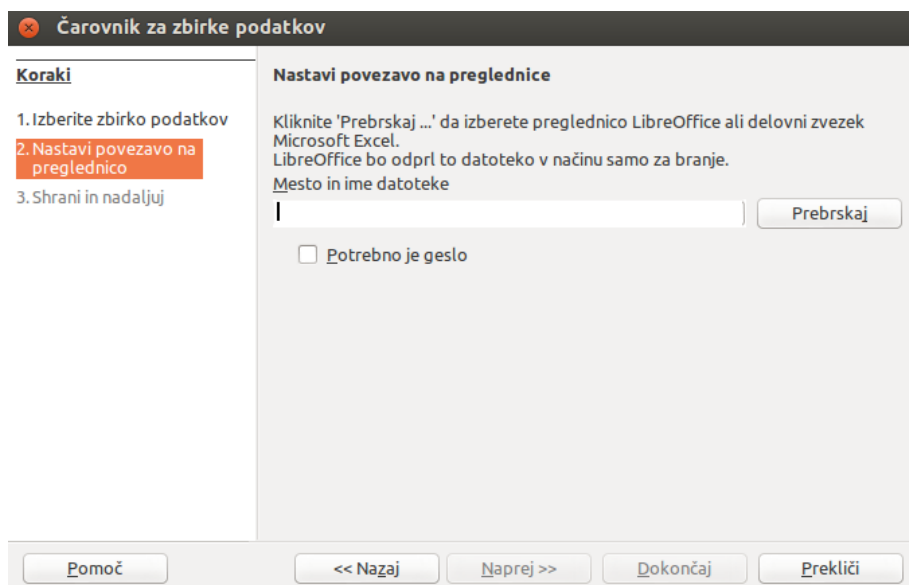 Čarovnik za zbirke podatkov
Koraki
1. Izberite zbirko podatkov
2. Nastavi povezavo na
preglednico
3. Shrani in nadaljuj
Nastavi povezavo na preglednice
Kliknite 'Prebrskaj ...' da izberete preglednico LibreOffice ali delovni zvezek
Microsoft Excel.
LibreOffice bo odprl to datoteko v načinu samo za branje.
Mesto in ime datoteke
Prebrskaj
Potrebno je geslo
Pomoč
<< Nazaj
Naprej >>
Dokončaj
Prekliči